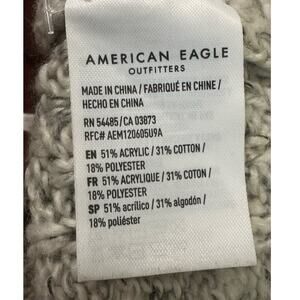 AMERICAN EAGLE
OUTFITTERS
MADE IN CHINA / FABRIQUÉ EN CHINE /
HECHO EN CHINA
RN 54485/CA 03873
RFC# AEM120605U9A
EN 51% ACRYLIC / 31% COTTON /
18% POLYESTER
FR 51% ACRYLIQUE / 31% COTON /
18% POLYESTER
SP 51% acrílico / 31% algodón /
18% poliéster